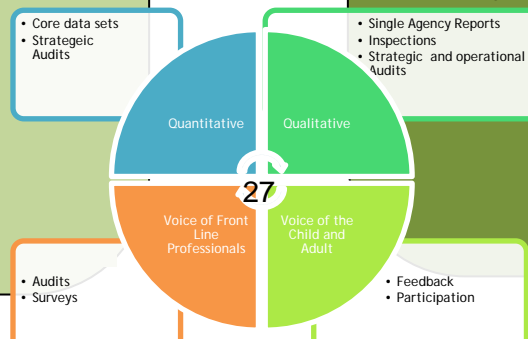 • Core data sets
• Strategeic
Audits
• Single Agency Reports
• Inspections
• Strategic and operational
Audits
Quantitative
Qualitative
27
Voice of Front
Line
Professionals
Voice of the
Child and
Adult
• Audits
• Surveys
• Feedback
• Participation